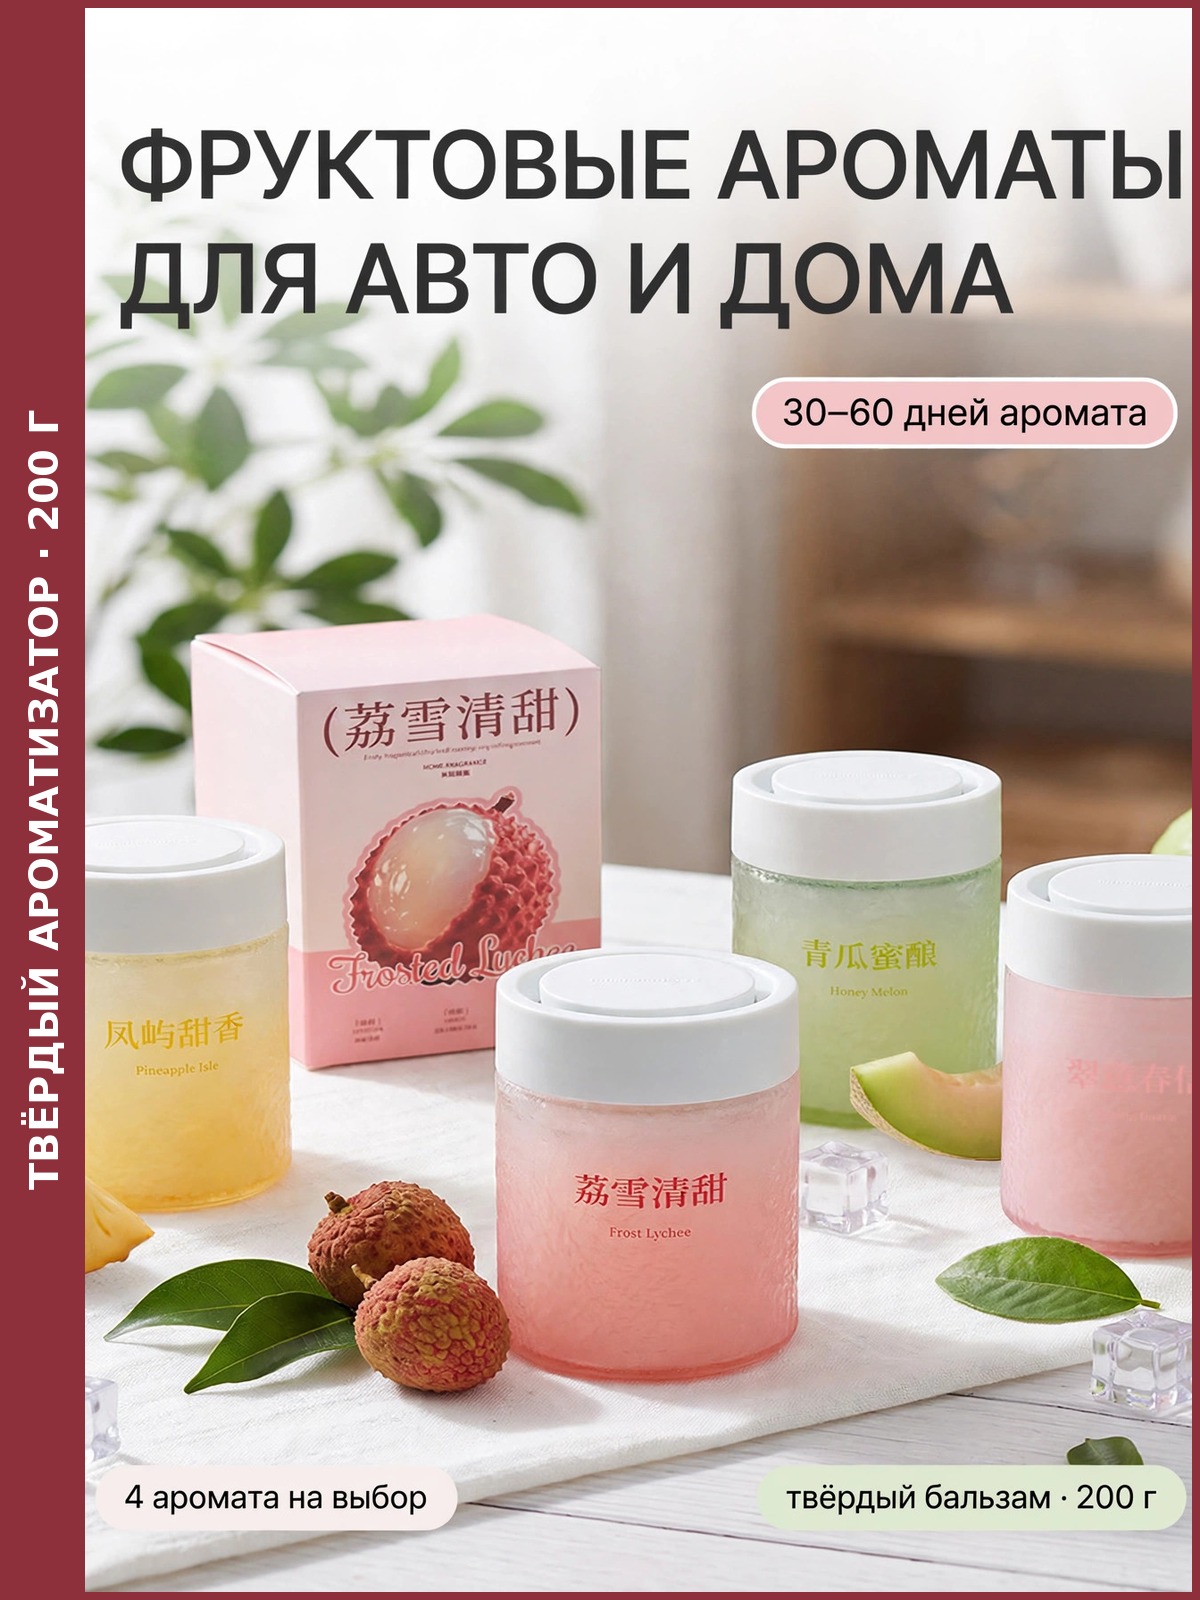 ФРУКТОВЫЕ АРОМАТЫ
ДЛЯ АВТО И ДОМА
30–60 дней аромата
ТВЁРДЫЙ АРОМАТИЗАТОР · 200 Г
(荔雪清甜)
HOME FRAGRANCE
Frosted Lychee
凤屿甜香
Pineapple Isle
青瓜蜜酿
Honey Melon
荔雪清甜
Frost Lychee
4 аромата на выбор
твёрдый бальзам · 200 г